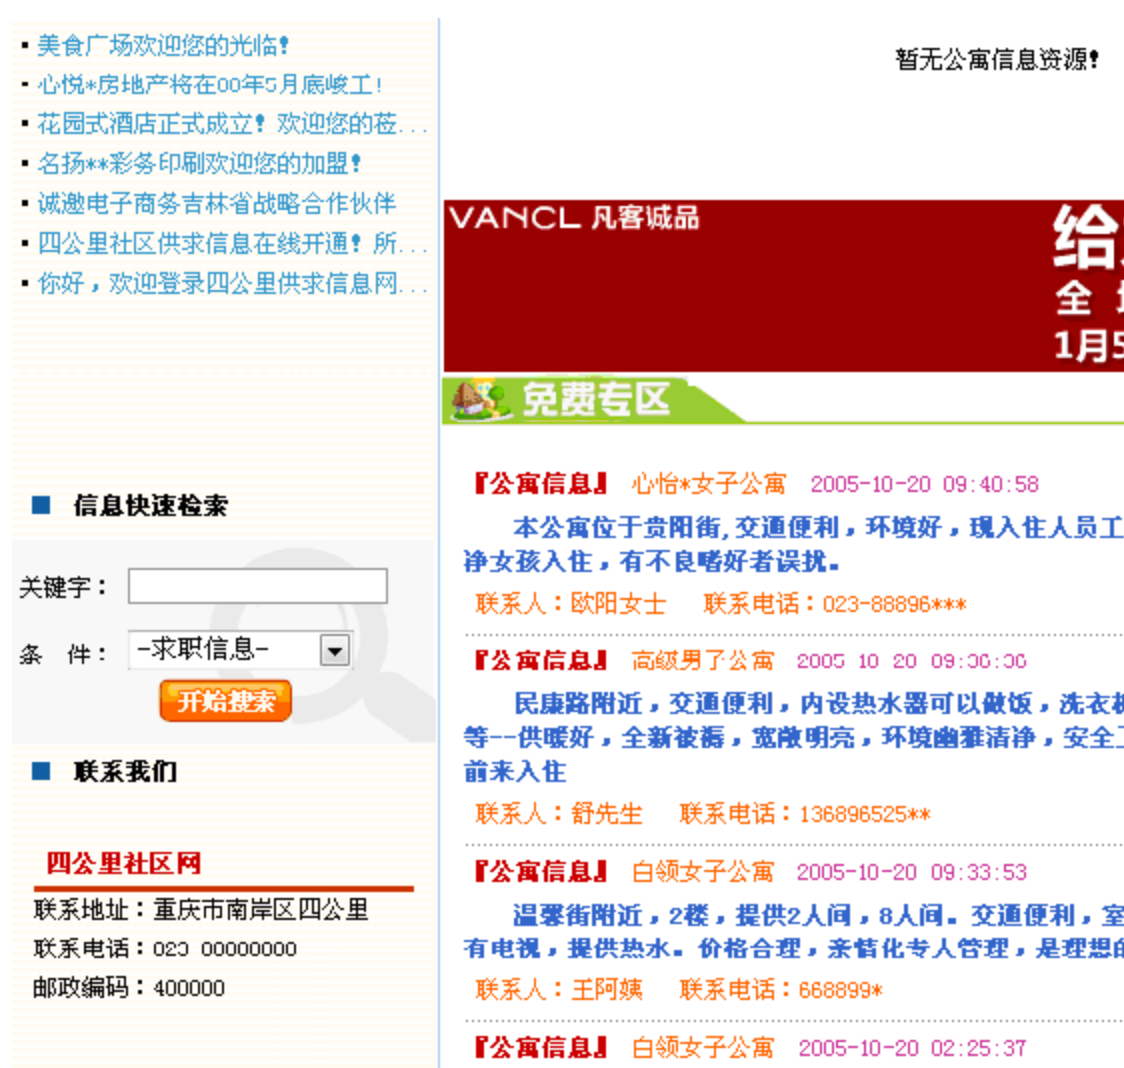 美食广场欢迎您的光临!
心悦*房地产将在00年5月底峻工!
花园式酒店正式成立! 欢迎您的莅...
名扬**彩务印刷欢迎您的加盟!
诚邀电子商务吉林省战略合作伙伴
四公里社区供求信息在线开通! 所...
你好，欢迎登录四公里供求信息网...
信息快速检索
关键字：
条 件： -求职信息-
开始搜索
联系我们
四公里社区网
联系地址：重庆市南岸区四公里
联系电话：023 00000000
邮政编码：400000
暂无公寓信息资源!
VANCL 凡客诚品
给
全
1月5
免费专区
『公寓信息』 心怡*女子公寓 2005-10-20 09:40:58
本公寓位于贵阳街,交通便利，环境好，现入住人员工
净女孩入住，有不良嗜好者误扰。
联系人：欧阳女士 联系电话：023-88896***
『公寓信息』 高级男子公寓 2005-10-20 09:36:36
民康路附近，交通便利，内设热水器可以做饭，洗衣机
等--供暖好，全新被褥，宽敞明亮，环境幽雅洁净，安全
前来入住
联系人：舒先生 联系电话：136896525**
『公寓信息』 白领女子公寓 2005-10-20 09:33:53
温馨街附近，2楼，提供2人间，8人间。交通便利，室
有电视，提供热水。价格合理，亲情化专人管理，是理想的
联系人：王阿姨 联系电话：668899*
『公寓信息』 白领女子公寓 2005-10-20 02:25:37